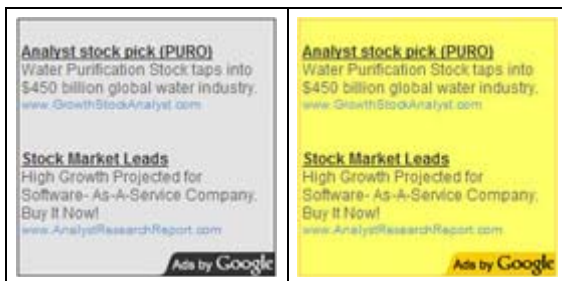 Analyst stock pick (PURO)
Water Purification Stock taps into
$450 billion global water industry.
www.GrowthStockAnalyst.com
Stock Market Leads
High Growth Projected for
Software- As-A-Service Company.
Buy It Now!
www.AnalystResearchReport.com
Ads by Google
Analyst stock pick (PURO)
Water Purification Stock taps into
$450 billion global water industry.
www.GrowthStockAnalyst.com
Stock Market Leads
High Growth Projected for
Software- As-A-Service Company.
Buy It Now!
www.AnalystResearchReport.com
Ads by Google